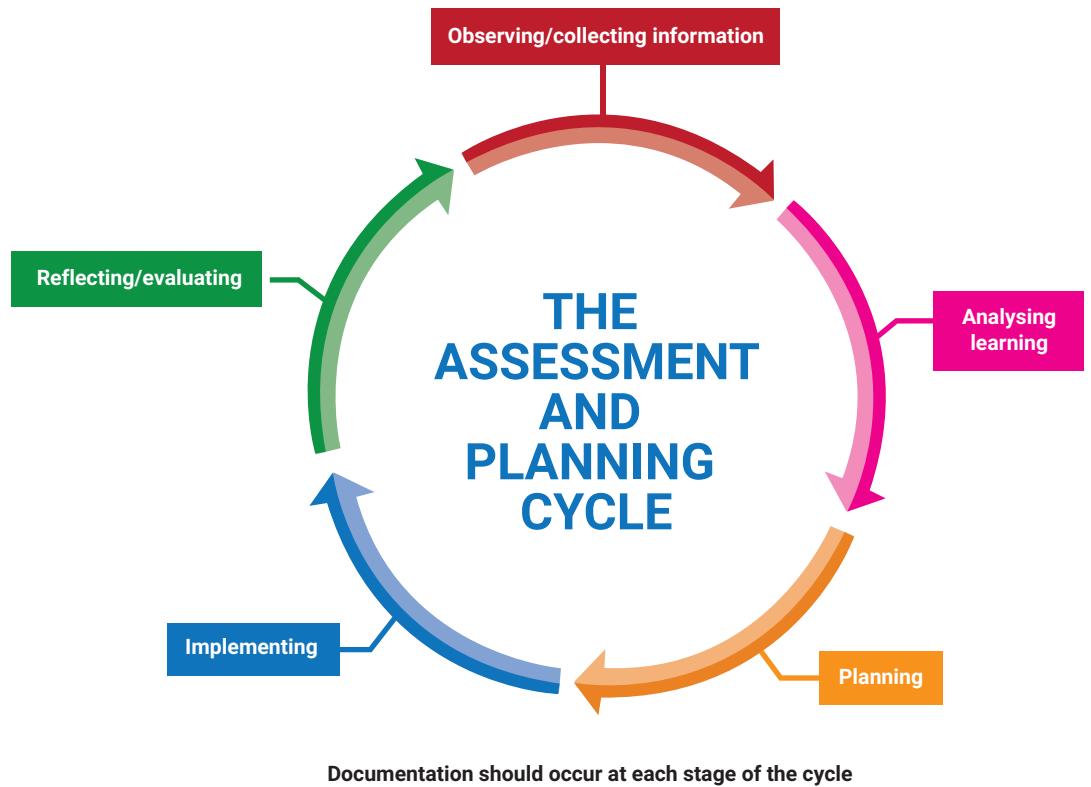 Observing/collecting information
Reflecting/evaluating
THE
ASSESSMENT
AND
PLANNING
CYCLE
Analysing
learning
Implementing
Planning
Documentation should occur at each stage of the cycle